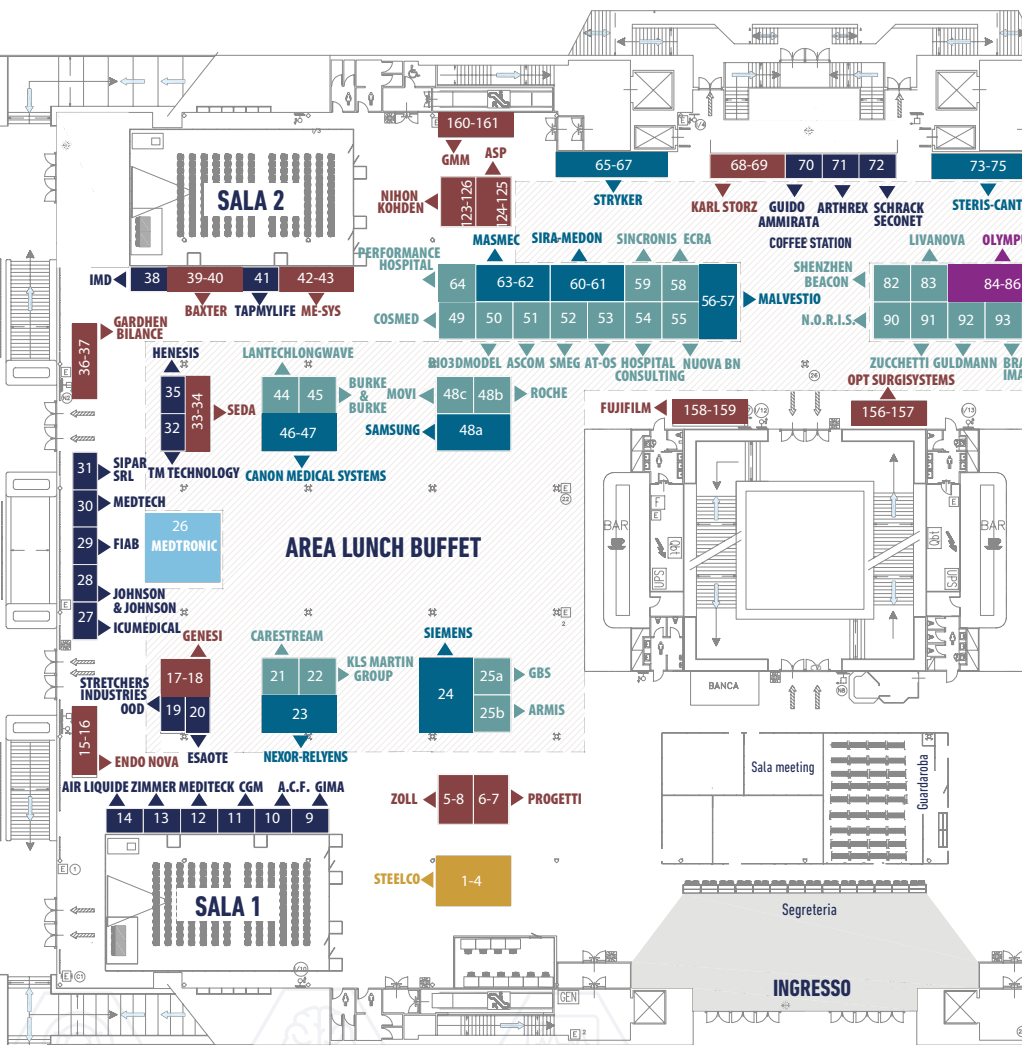 160-161
GMM
ASP
NIHON
KOHDEN
123-126
124-125
65-67
STRYKER
68-69
70
71
72
KARL STORZ
GUIDO
AMMIRATA
ARTHREX
SCHRACK
SECONET
73-75
STERIS-CANT
SALA 2
IMD
38
39-40
41
42-43
BAXTER
TAPMYLIFE
ME-SYS
MASMEC
SIRA-MEDON
SINCRONIS
ECRA
PERFORMANCE
HOSPITAL
64
63-62
60-61
59
58
56-57
MALVESTIO
COSMED
49
50
51
52
53
54
55
BIO3DMODEL
ASCOM
SMEG
AT-OS
HOSPITAL
CONSULTING
NUOVA BN
COFFEE STATION
LIVANOVA
OLYMPU
SHENZHEN
BEACON
82
83
84-86
N.O.R.I.S.
90
91
92
93
ZUCCHETTI
GULDMANN
BRA
IMA
36-37
GARDHEN
BILANCE
HENESIS
35
32
33-34
SEDA
TM TECHNOLOGY
LANTECHLONGWAVE
44
45
BURKE
&
BURKE
46-47
CANON MEDICAL SYSTEMS
MOVI
48c
48b
ROCHE
SAMSUNG
48a
FUJIFILM
158-159
OPT SURGISYSTEMS
156-157
31
SIPAR
SRL
30
MEDTECH
29
FIAB
28
JOHNSON
& JOHNSON
27
ICUMEDICAL
26
MEDTRONIC
AREA LUNCH BUFFET
BAR
BAR
F
E
E
Qbt
Qbt
UPS
UPS
BANCA
GENESI
17-18
STRETCHERS
INDUSTRIES
OOD
19
20
ESAOTE
CARESTREAM
21
22
KLS MARTIN
GROUP
23
NEXOR-RELYENS
SIEMENS
24
25a
GBS
25b
ARMIS
15-16
ENDO NOVA
AIR LIQUIDE
ZIMMER
MEDITECK
CGM
A.C.F.
GIMA
14
13
12
11
10
9
ZOLL
5-8
6-7
PROGETTI
STEELCO
1-4
SALA 1
Sala meeting
Guardaroba
Segreteria
INGRESSO
GEN